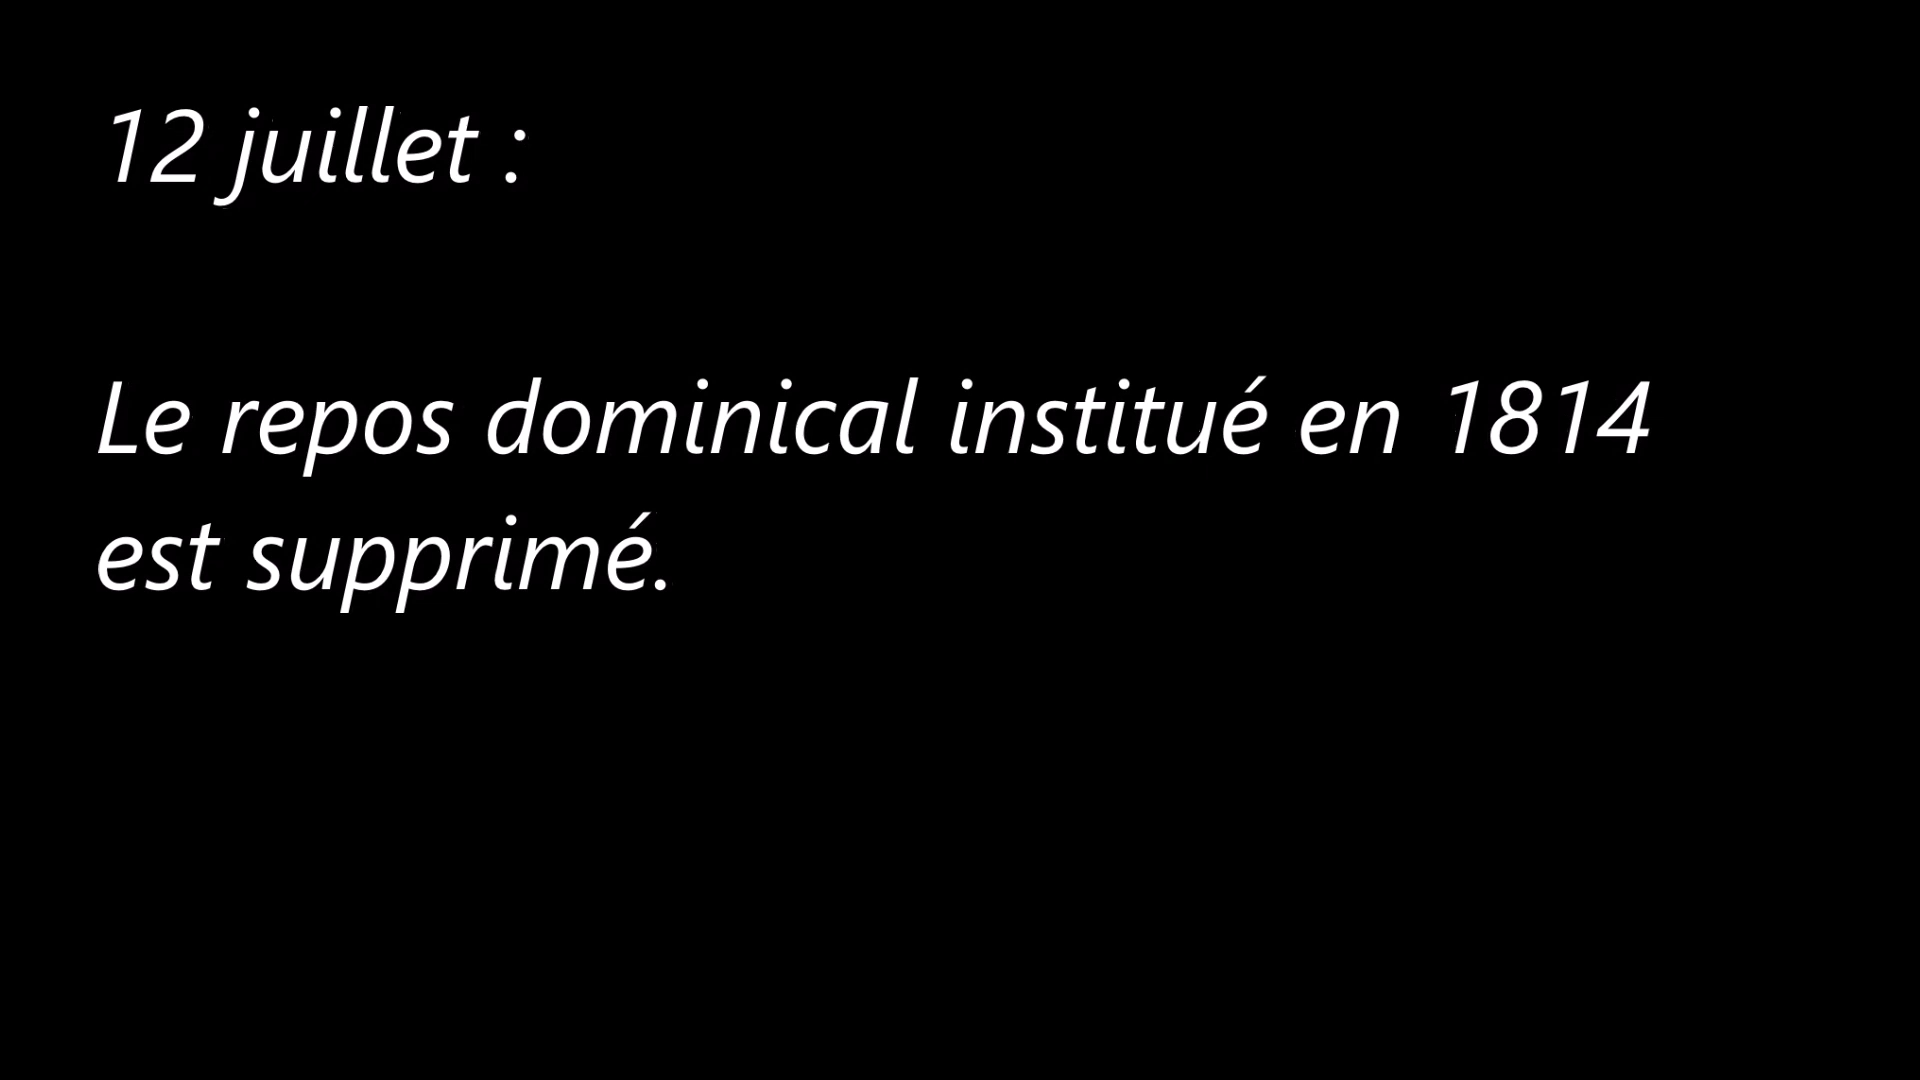 12 juillet :
Le repos dominical institué en 1814
est supprimé.